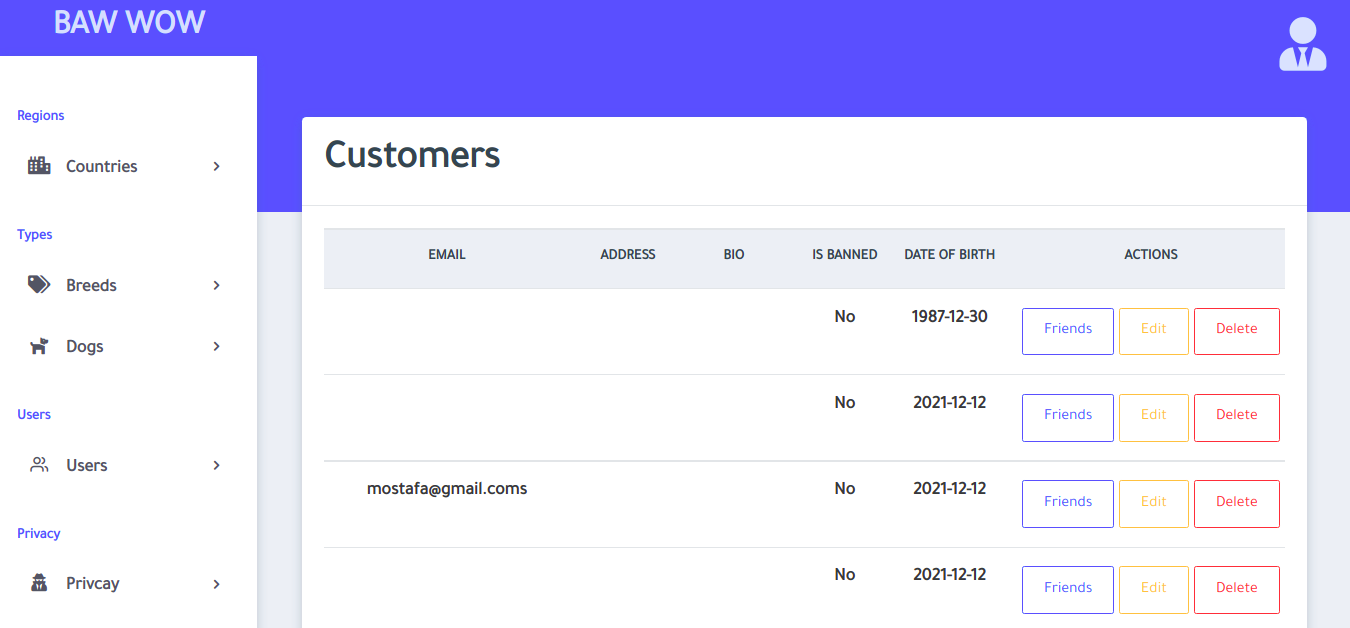 BAW WOW
Regions
Countries
Types
Breeds
Dogs
Users
Users
Privacy
Privcay
Customers
EMAIL ADDRESS BIO IS BANNED DATE OF BIRTH ACTIONS
No 1987-12-30 Friends Edit Delete
No 2021-12-12 Friends Edit Delete
mostafa@gmail.coms No 2021-12-12 Friends Edit Delete
No 2021-12-12 Friends Edit Delete